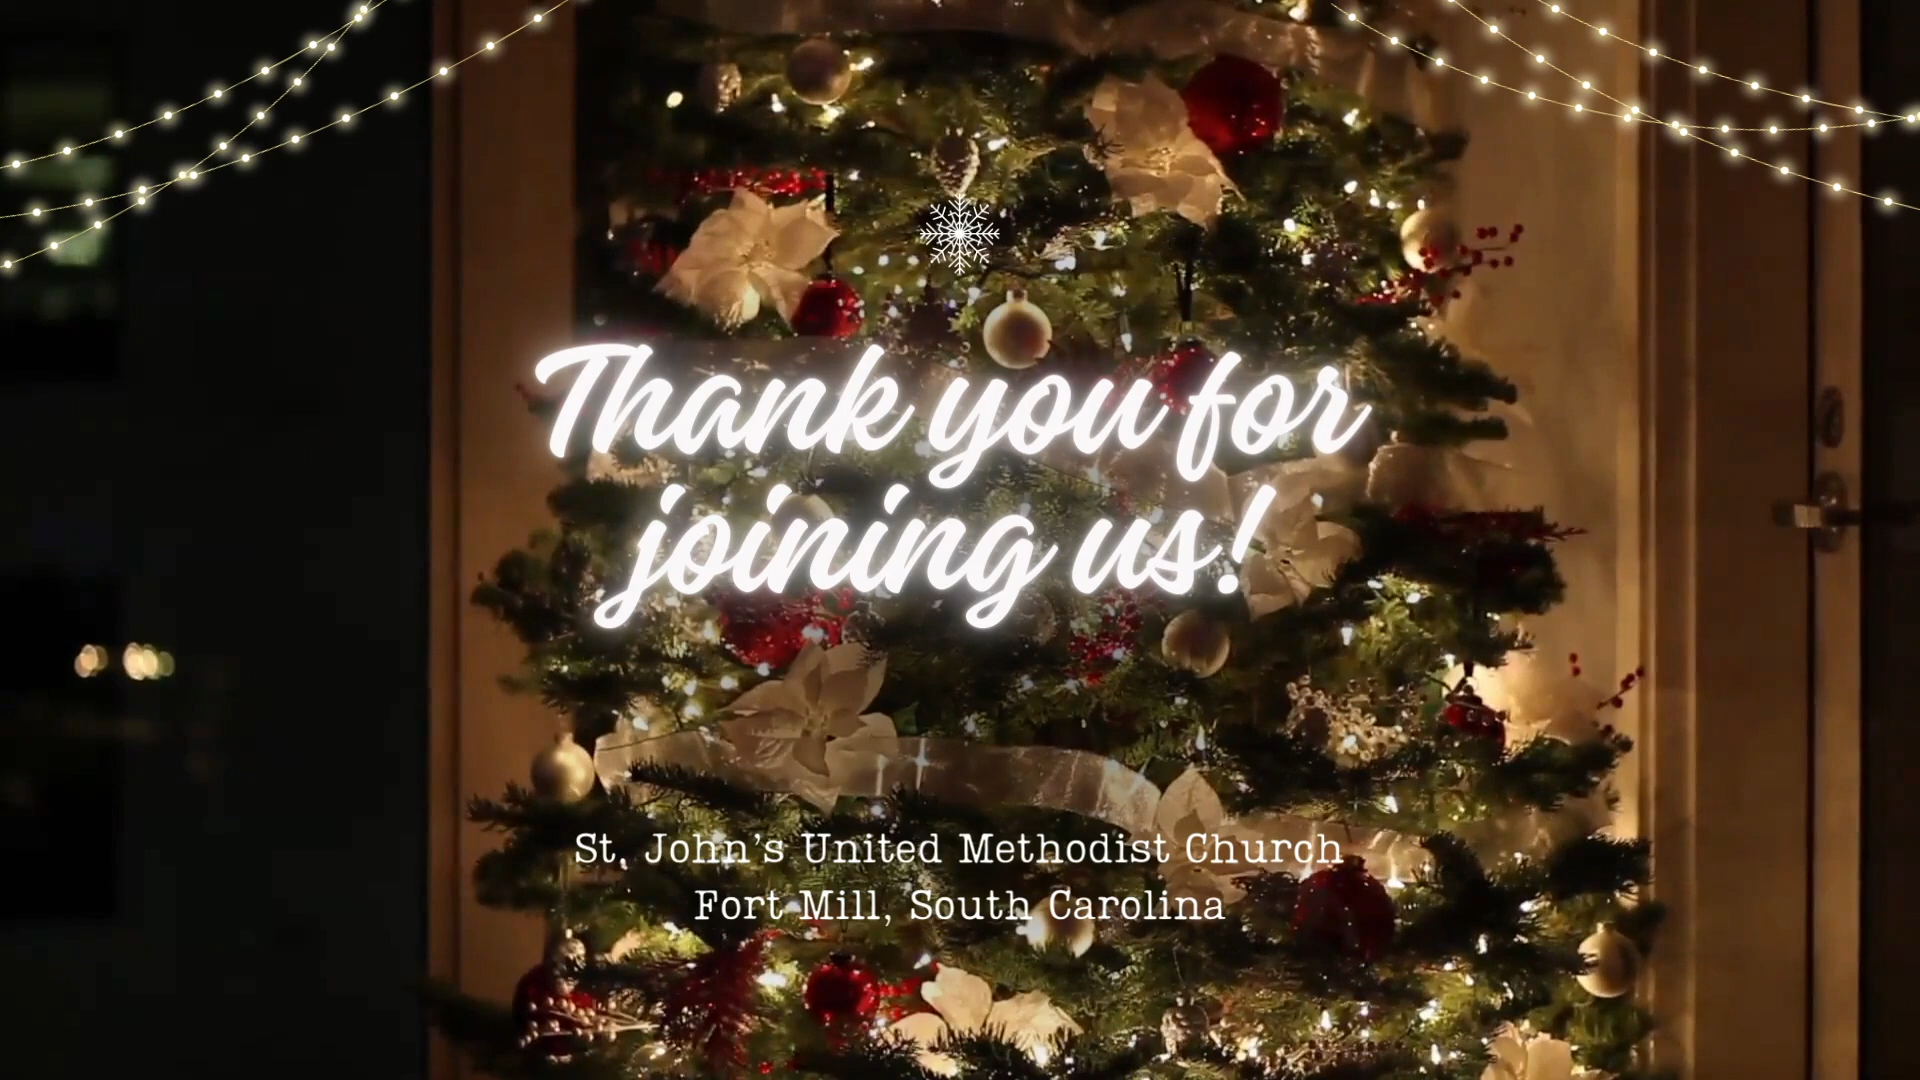 Thank you for
joining us!
St. John's United Methodist Church
Fort Mill, South Carolina